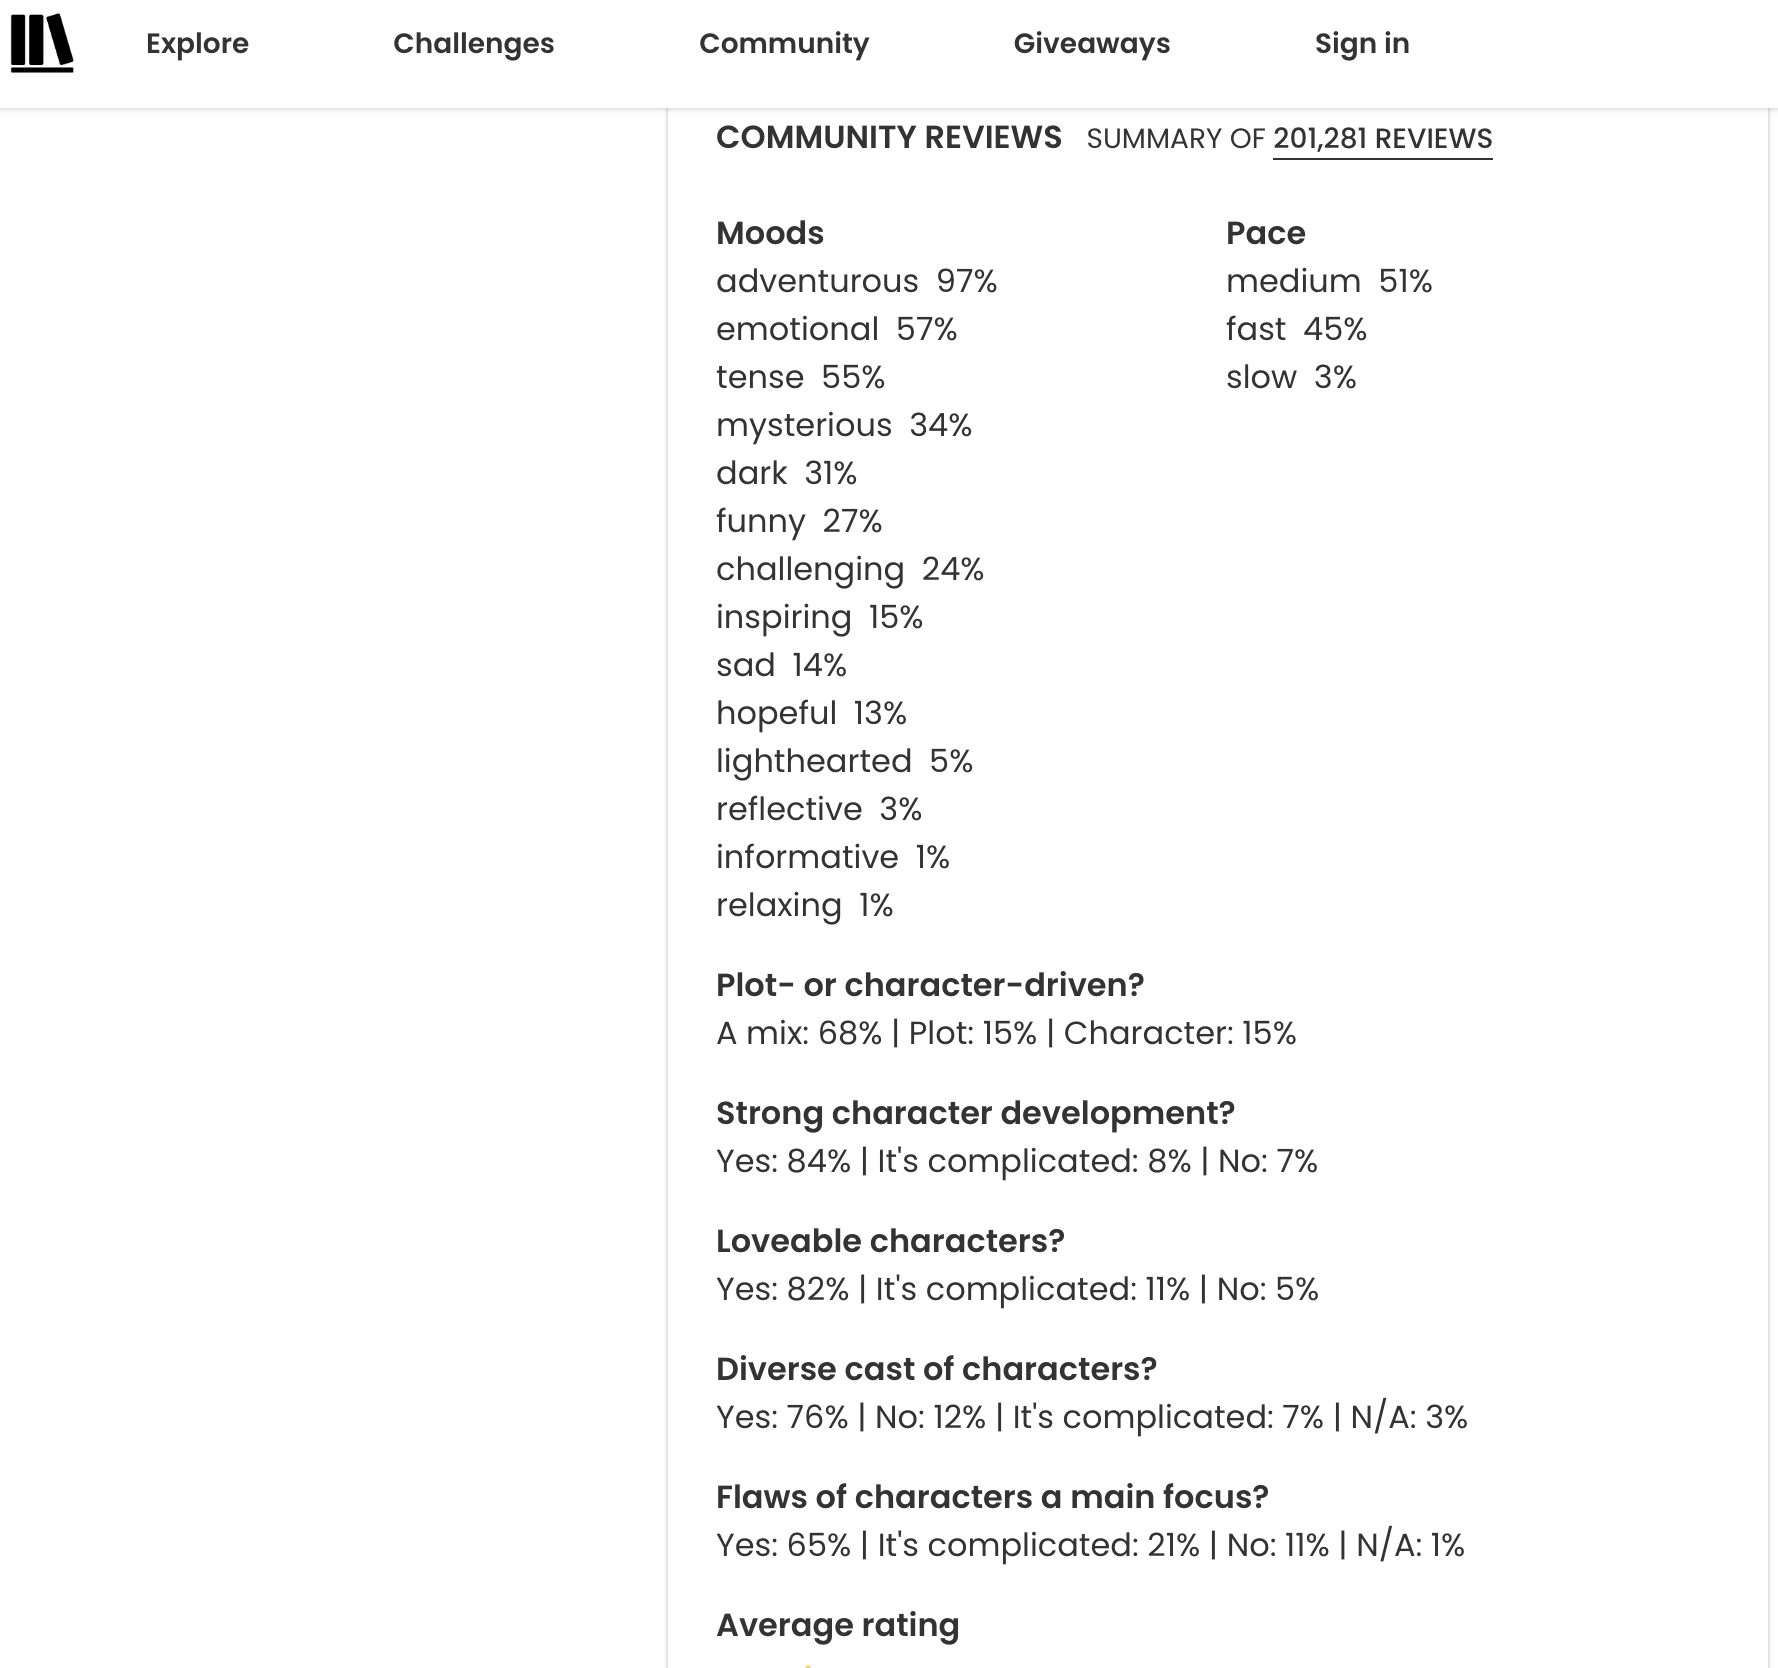 Explore Challenges Community Giveaways Sign in
COMMUNITY REVIEWS SUMMARY OF 201,281 REVIEWS
Moods
adventurous 97%
emotional 57%
tense 55%
mysterious 34%
dark 31%
funny 27%
challenging 24%
inspiring 15%
sad 14%
hopeful 13%
lighthearted 5%
reflective 3%
informative 1%
relaxing 1%
Pace
medium 51%
fast 45%
slow 3%
Plot- or character-driven?
A mix: 68% | Plot: 15% | Character: 15%
Strong character development?
Yes: 84% | It's complicated: 8% | No: 7%
Loveable characters?
Yes: 82% | It's complicated: 11% | No: 5%
Diverse cast of characters?
Yes: 76% | No: 12% | It's complicated: 7% | N/A: 3%
Flaws of characters a main focus?
Yes: 65% | It's complicated: 21% | No: 11% | N/A: 1%
Average rating